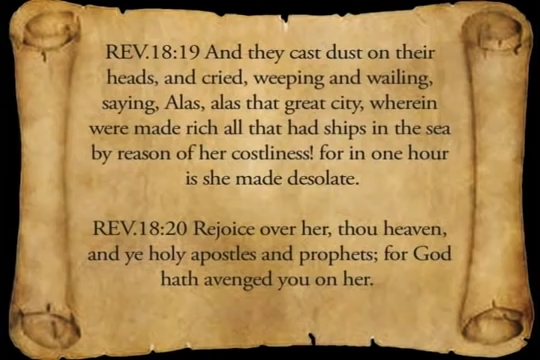 REV.18:19 And they cast dust on their
heads, and cried, weeping and wailing,
saying, Alas, alas that great city, wherein
were made rich all that had ships in the sea
by reason of her costliness! for in one hour
is she made desolate.
REV.18:20 Rejoice over her, thou heaven,
and ye holy apostles and prophets; for God
hath avenged you on her.